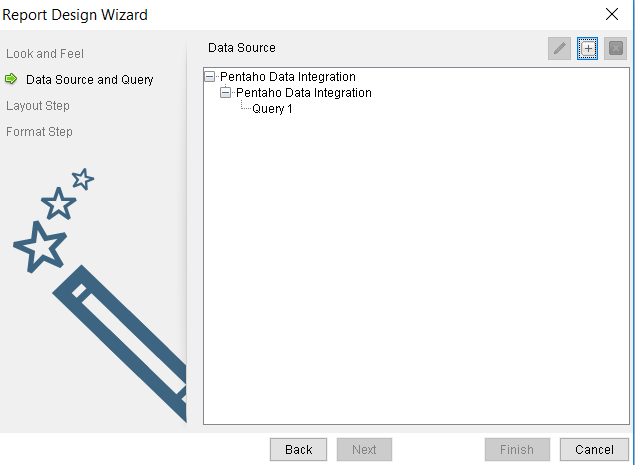 Report Design Wizard
Look and Feel
Data Source and Query
Layout Step
Format Step
Data Source
Pentaho Data Integration
Pentaho Data Integration
Query 1
Back
Next
Finish
Cancel